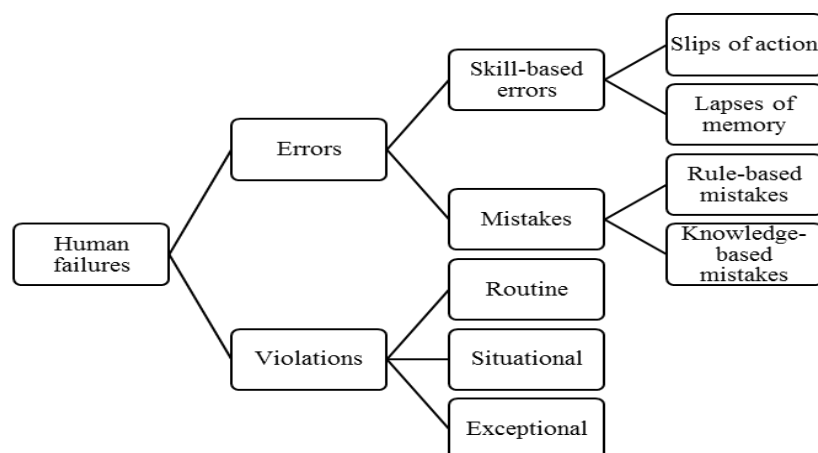 Human
failures
Errors
Violations
Skill-based
errors
Mistakes
Routine
Situational
Exceptional
Slips of action
Lapses of
memory
Rule-based
mistakes
Knowledge-
based
mistakes